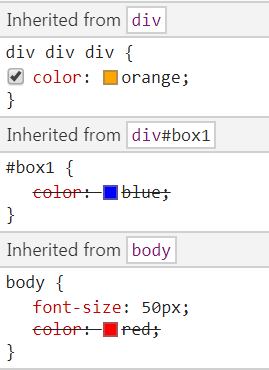 Inherited from div
div div div {
color: orange;
}
Inherited from div#box1
#box1 {
color: blue;
}
Inherited from body
body {
font-size: 50px;
color: red;
}